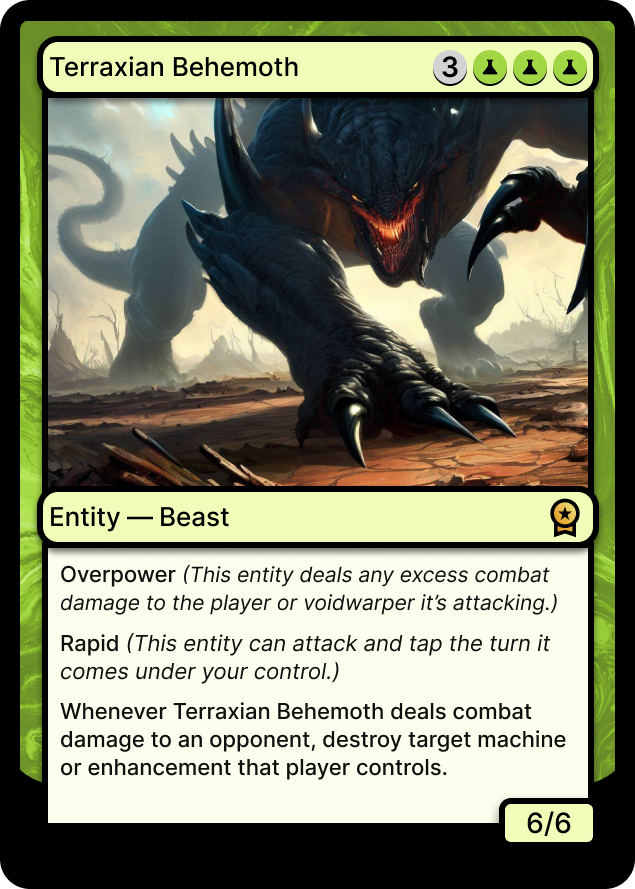 Terraxian Behemoth 3
Entity — Beast
Overpower (This entity deals any excess combat
damage to the player or voidwarper it’s attacking.)
Rapid (This entity can attack and tap the turn it
comes under your control.)
Whenever Terraxian Behemoth deals combat
damage to an opponent, destroy target machine
or enhancement that player controls.
6/6